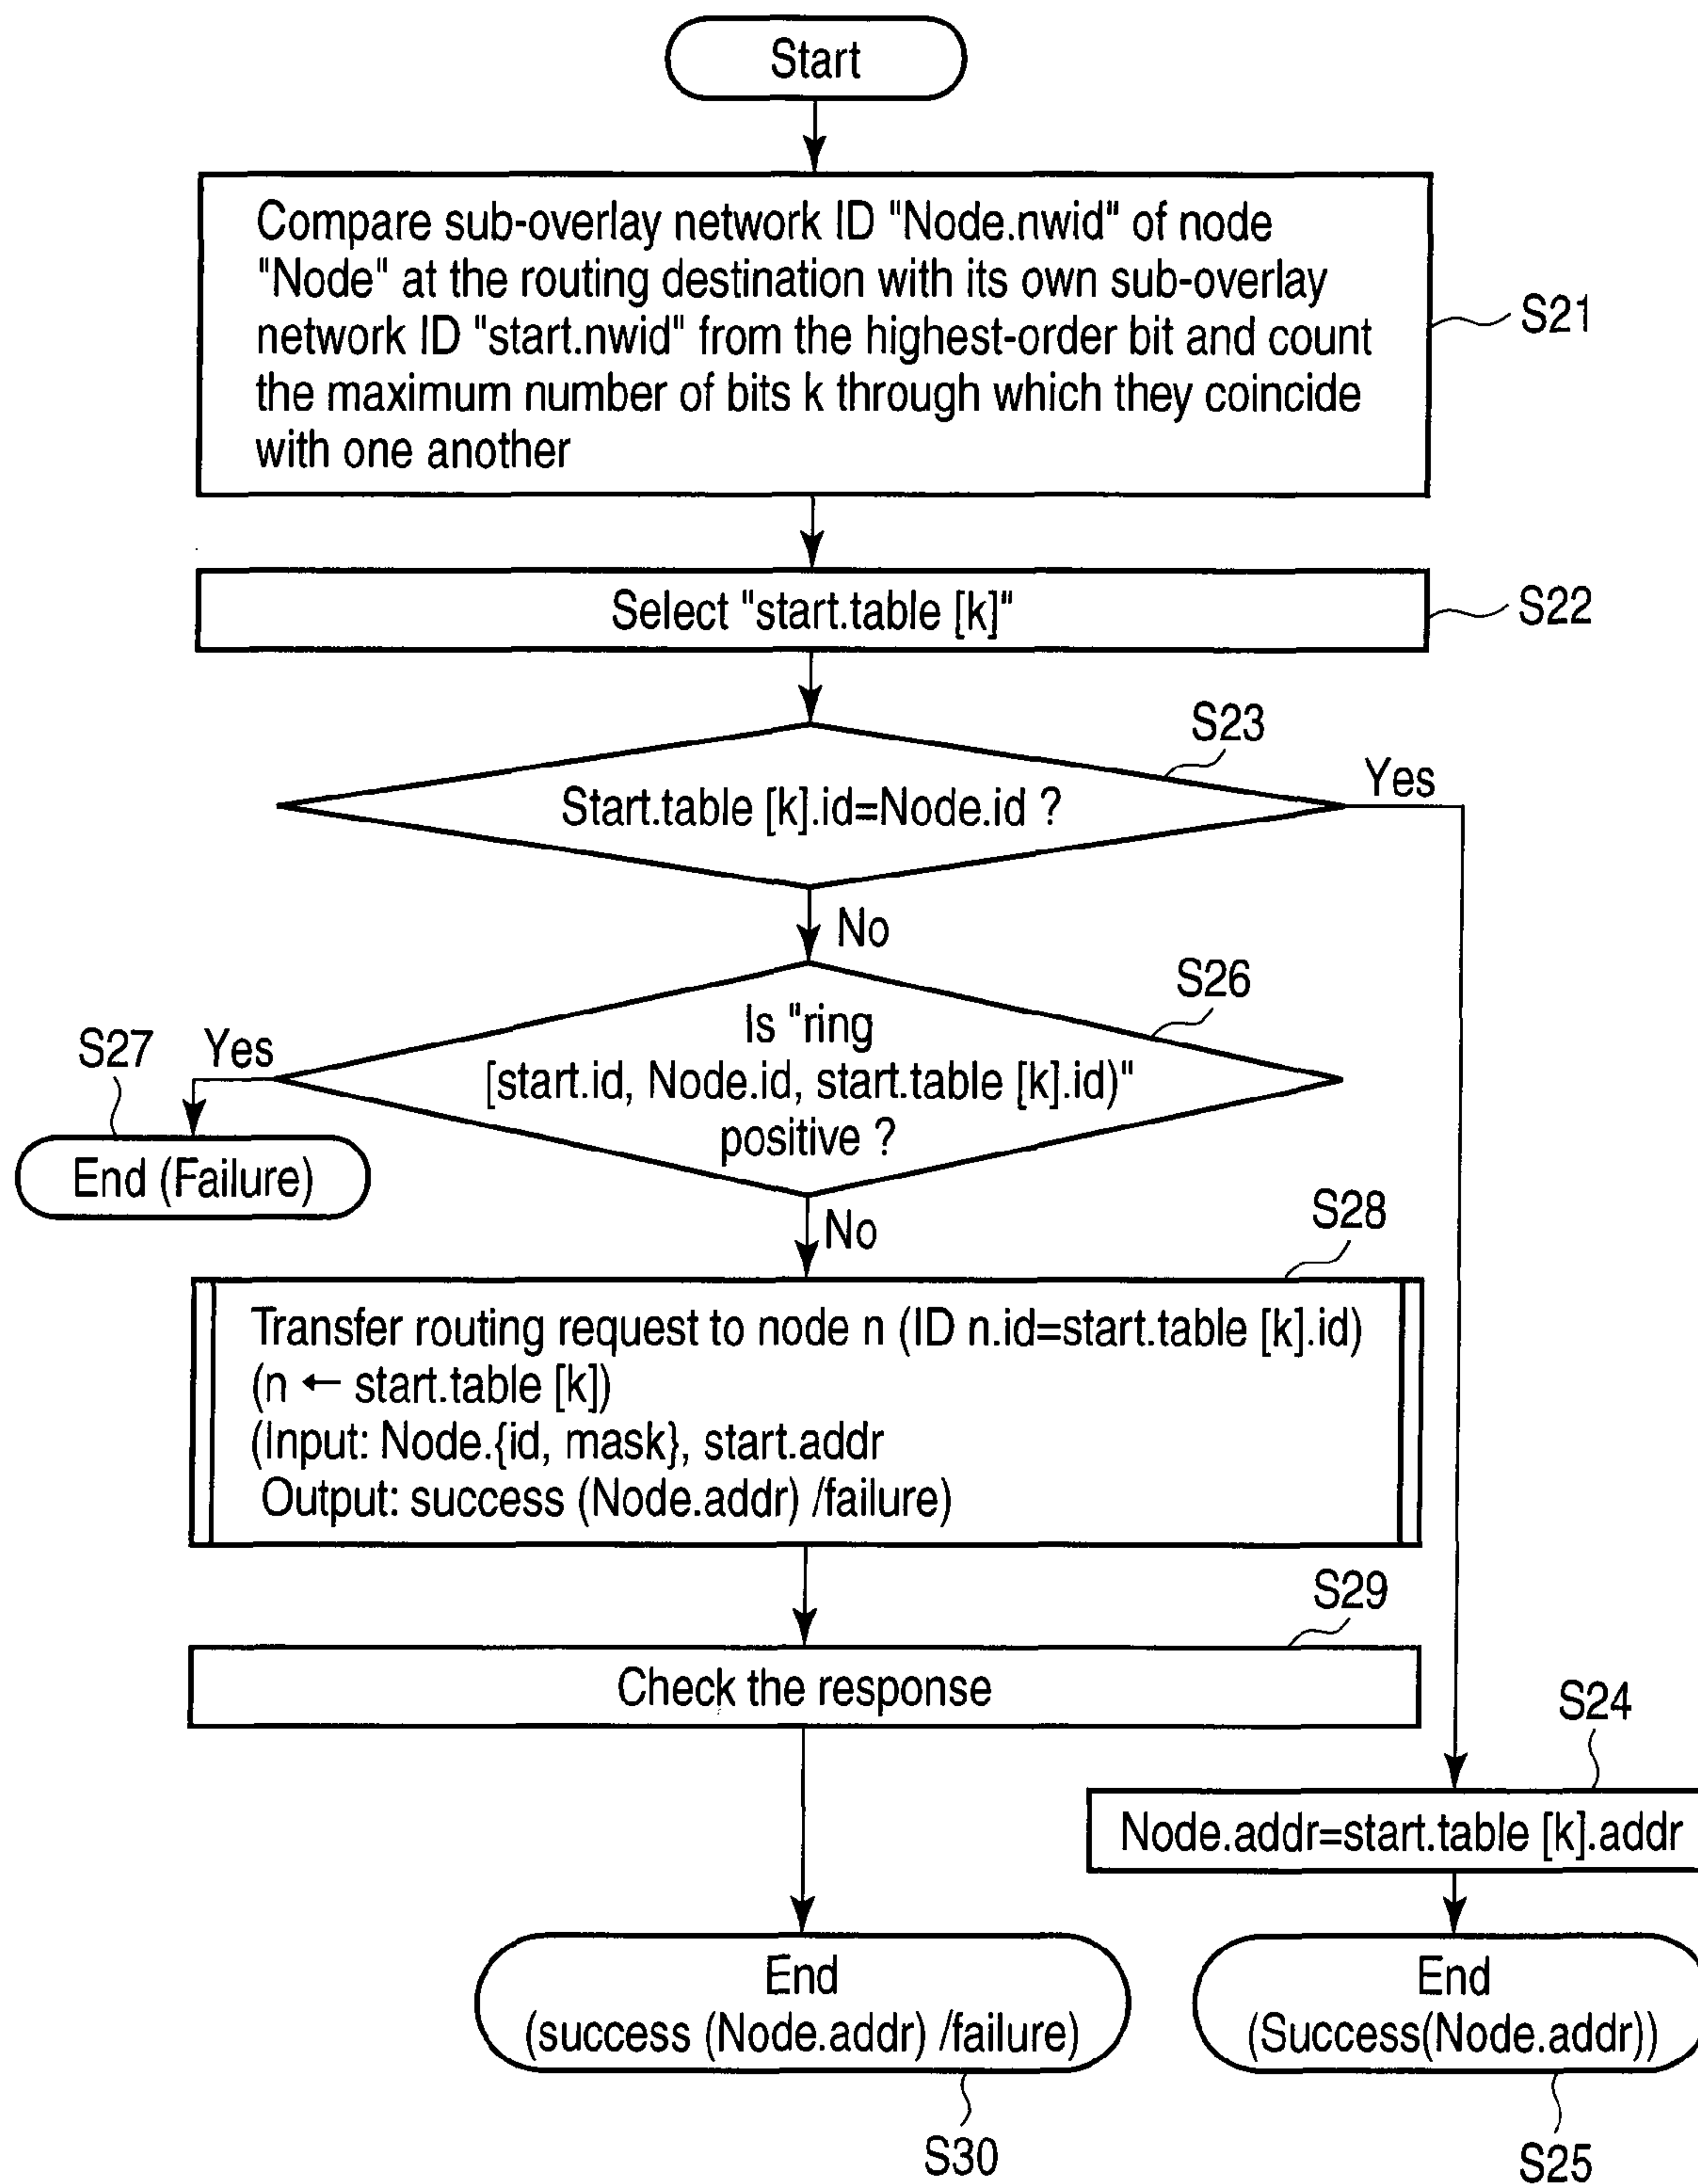 Start
Compare sub-overlay network ID "Node.nwid" of node
"Node" at the routing destination with its own sub-overlay
network ID "start.nwid" from the highest-order bit and count
the maximum number of bits k through which they coincide
with one another
S21
Select "start.table [k]"
S22
S23
Start.table [k].id=Node.id ?
Yes
No
S26
Is "ring
[start.id, Node.id, start.table [k].id)"
positive ?
Yes
S27
End (Failure)
No
S28
Transfer routing request to node n (ID n.id=start.table [k].id)
(n ← start.table [k])
(Input: Node.{id, mask}, start.addr
Output: success (Node.addr) /failure)
S29
Check the response
S24
Node.addr=start.table [k].addr
End
(success (Node.addr) /failure)
S30
End
(Success(Node.addr))
S25